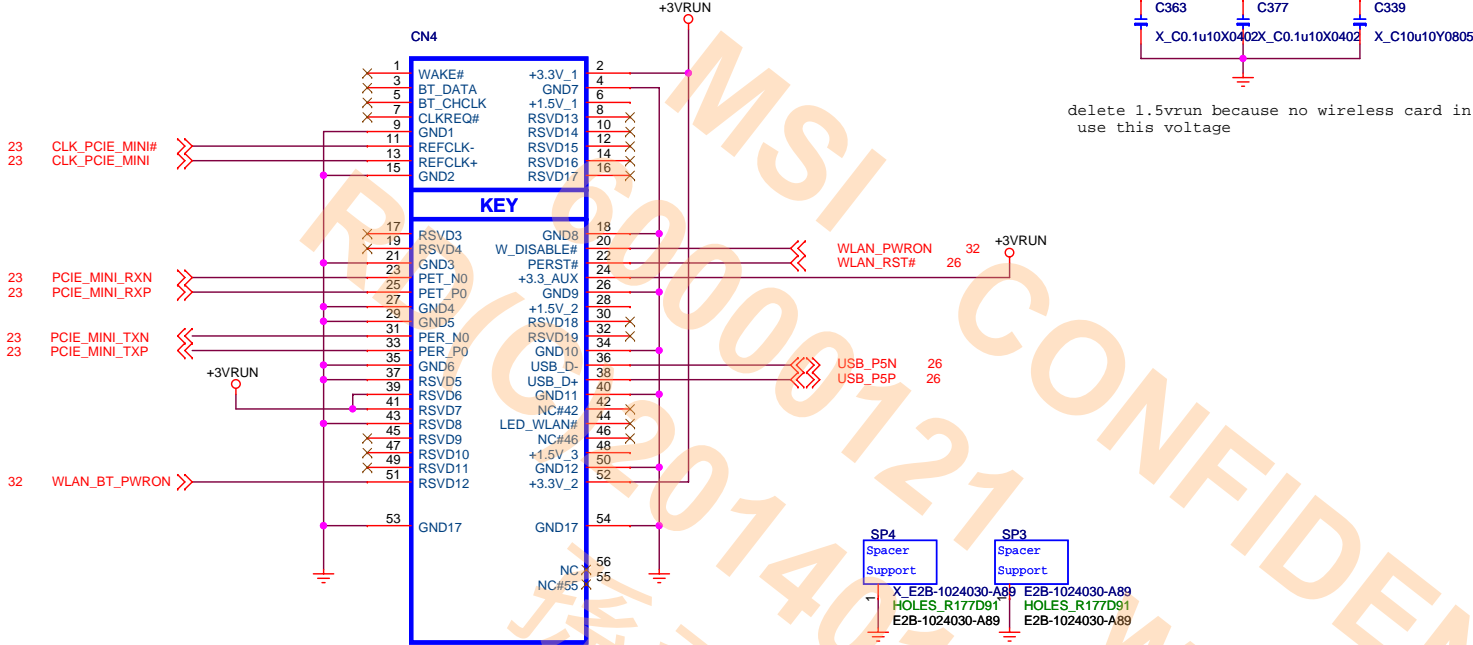 +3VRUN
C363
C377
C339
X_C0.1u10X0402
X_C0.1u10X0402
X_C10u10Y0805
delete 1.5vrun because no wireless card in
use this voltage
CN4
1 WAKE# +3.3V_1 2
3 BT_DATA GND7 4
5 BT_CHCLK +1.5V_1 6
7 CLKREQ# RSVD13 8
9 GND1 RSVD14 10
23 CLK_PCIE_MINI# 11 REFCLK- RSVD15 12
23 CLK_PCIE_MINI 13 REFCLK+ RSVD16 14
15 GND2 RSVD17 16
KEY
17 RSVD3 GND8 18
19 RSVD4 W_DISABLE# 20 WLAN_PWRON 32
21 GND3 PERST# 22 WLAN_RST# 26
+3VRUN
23 PCIE_MINI_RXN 23 PET_N0 +3.3_AUX 24
23 PCIE_MINI_RXP 25 PET_P0 GND9 26
27 GND4 +1.5V_2 28
29 GND5 RSVD18 30
23 PCIE_MINI_TXN 31 PER_N0 RSVD19 32
23 PCIE_MINI_TXP 33 PER_P0 GND10 34
35 GND6 USB_D- 36 USB_P5N 26
+3VRUN
37 RSVD5 USB_D+ 38 USB_P5P 26
39 RSVD6 GND11 40
41 RSVD7 NC#42 42
43 RSVD8 LED_WLAN# 44
45 RSVD9 NC#46 46
47 RSVD10 +1.5V_3 48
49 RSVD11 GND12 50
32 WLAN_BT_PWRON 51 RSVD12 +3.3V_2 52
53 GND17 GND17 54
NC 56
NC#55 55
SP4
Spacer
Support
1
X_E2B-1024030-A89
HOLES_R177D91
E2B-1024030-A89
SP3
Spacer
Support
1
E2B-1024030-A89
HOLES_R177D91
E2B-1024030-A89
MSI CONFIDEN
60000121